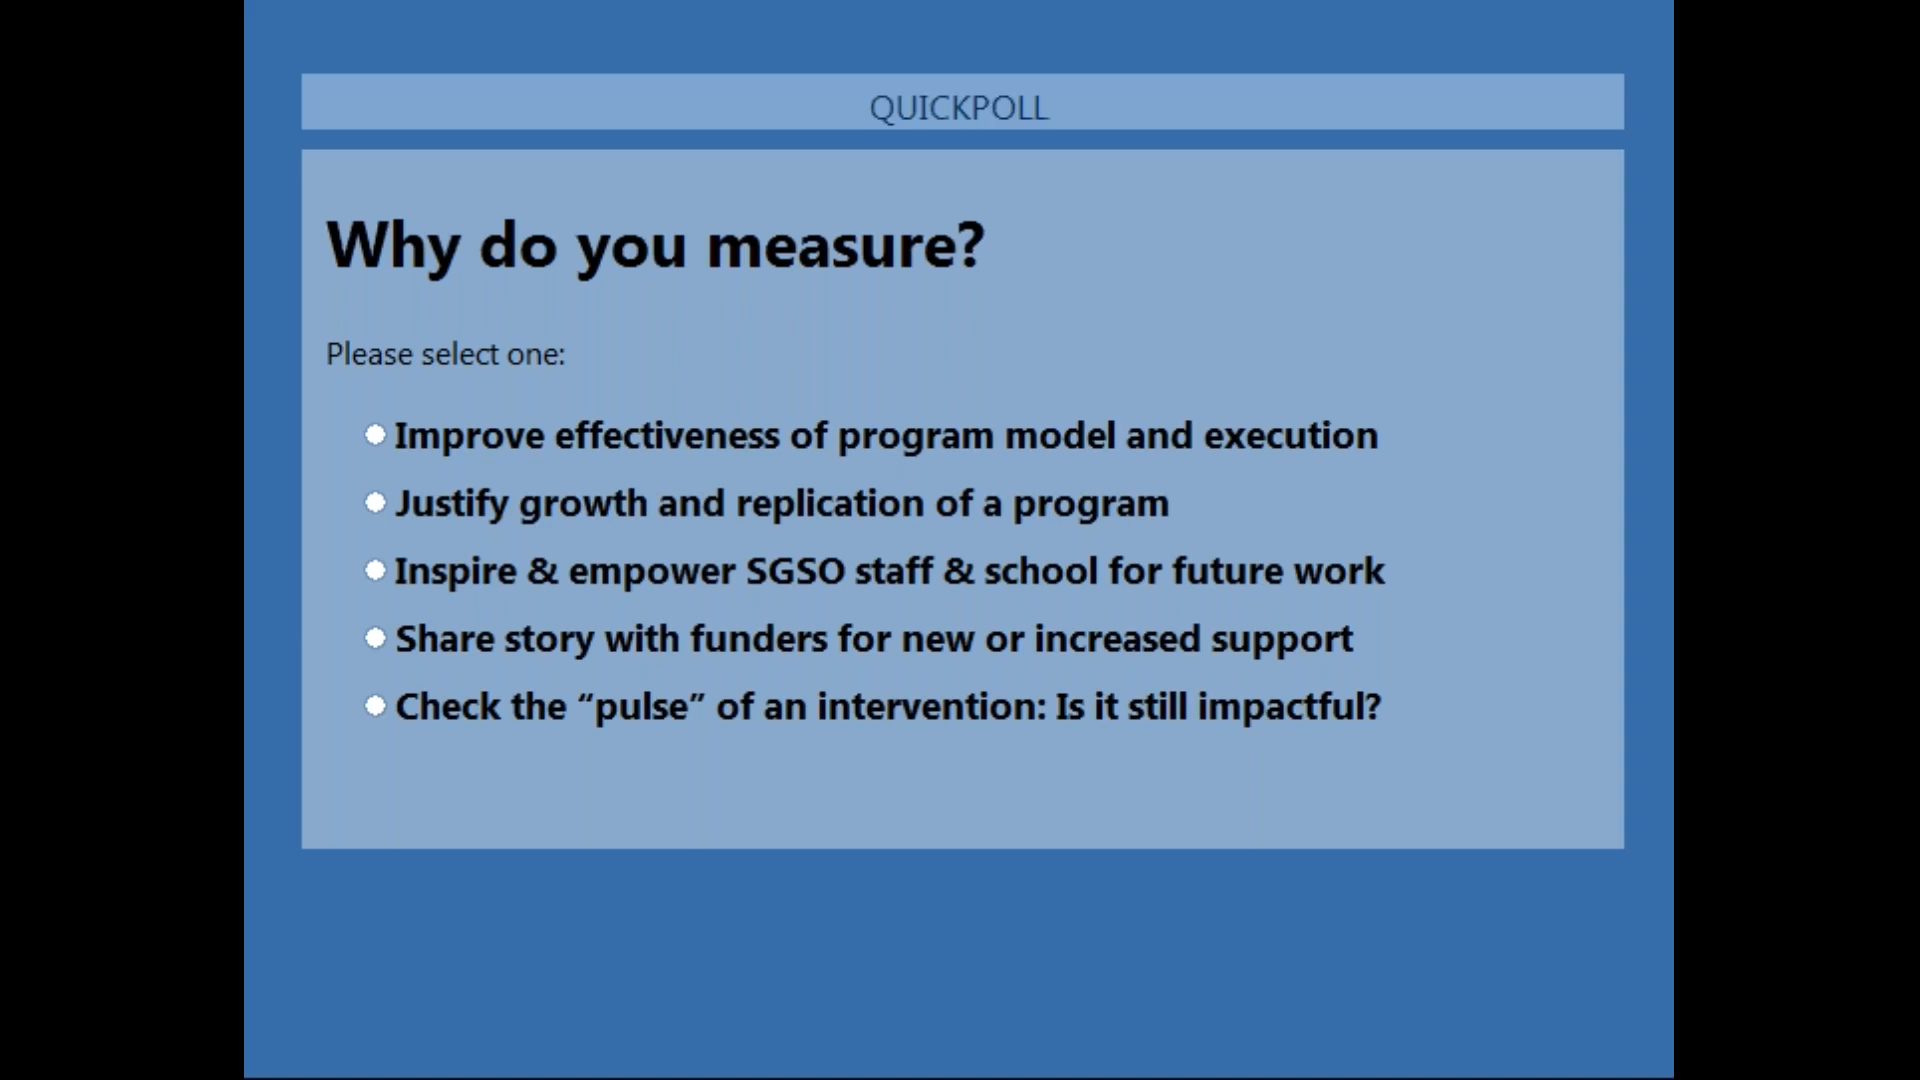 QUICKPOLL
Why do you measure?
Please select one:
Improve effectiveness of program model and execution
Justify growth and replication of a program
Inspire & empower SGSO staff & school for future work
Share story with funders for new or increased support
Check the “pulse” of an intervention: Is it still impactful?